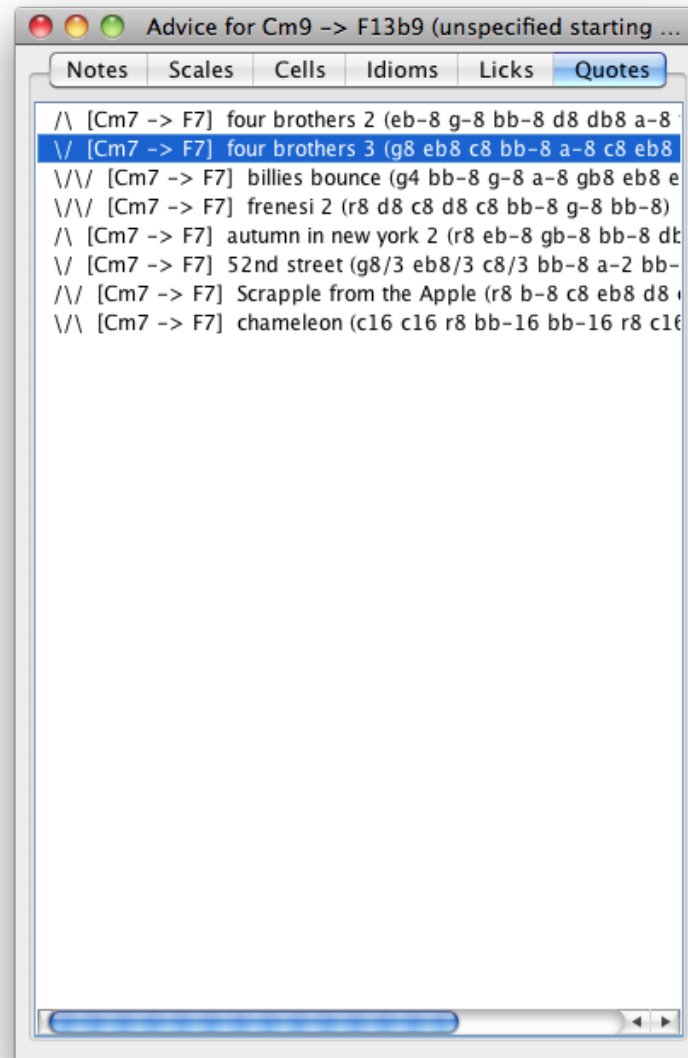 Advice for Cm9 -> F13b9 (unspecified starting ...
Notes Scales Cells Idioms Licks Quotes
/\ [Cm7 -> F7] four brothers 2 (eb-8 g-8 bb-8 d8 db8 a-8
\/ [Cm7 -> F7] four brothers 3 (g8 eb8 c8 bb-8 a-8 c8 eb8
\/\/ [Cm7 -> F7] billies bounce (g4 bb-8 g-8 a-8 gb8 eb8 e
\/\/ [Cm7 -> F7] frenesi 2 (r8 d8 c8 d8 c8 bb-8 g-8 bb-8)
/\ [Cm7 -> F7] autumn in new york 2 (r8 eb-8 gb-8 bb-8 db
\/ [Cm7 -> F7] 52nd street (g8/3 eb8/3 c8/3 bb-8 a-2 bb-
/\/ [Cm7 -> F7] Scrapple from the Apple (r8 b-8 c8 eb8 d8
\/\ [Cm7 -> F7] chameleon (c16 c16 r8 bb-16 bb-16 r8 c16